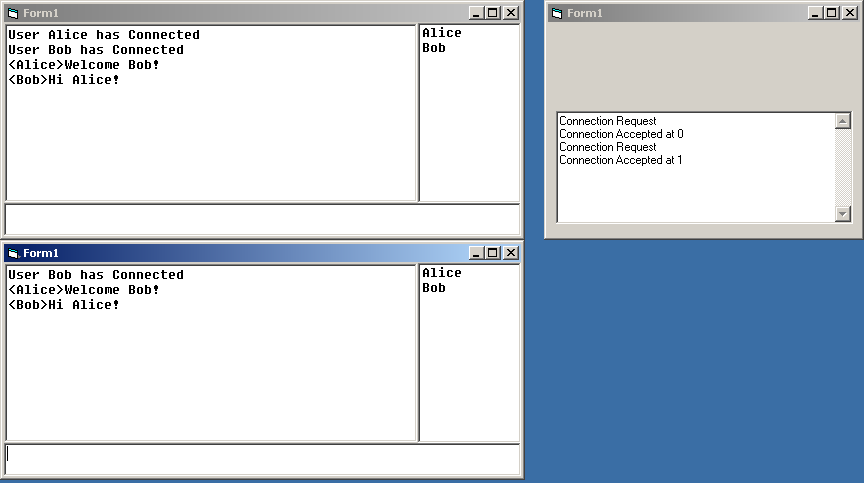 Form1
User Alice has Connected
User Bob has Connected
<Alice>Welcome Bob!
<Bob>Hi Alice!
Alice
Bob
Form1
Connection Request
Connection Accepted at 0
Connection Request
Connection Accepted at 1
Form1
User Bob has Connected
<Alice>Welcome Bob!
<Bob>Hi Alice!
Alice
Bob